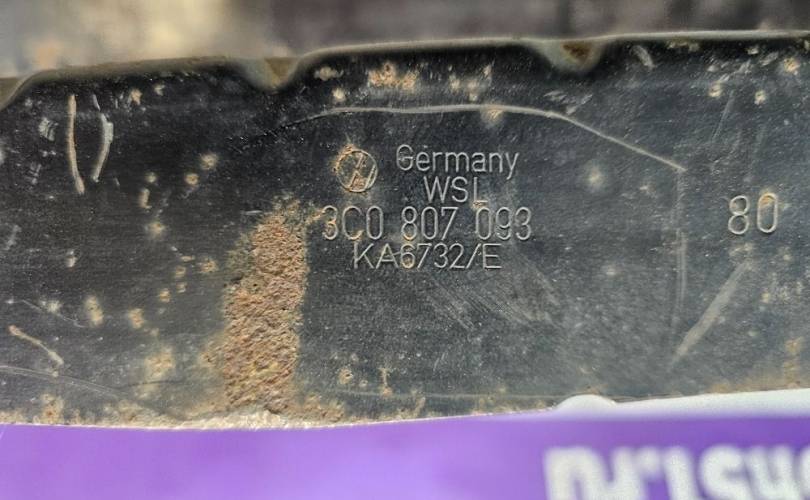 Germany
WSL
3C0 807 093
KA6732/E
80